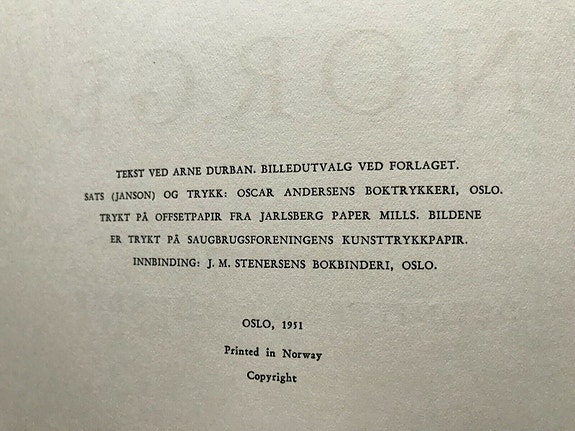 NORGE
TEKST VED ARNE DURBAN. BILLEDUTVALG VED FORLAGET.
SATS (JANSON) OG TRYKK: OSCAR ANDERSENS BOKTRYKKERI, OSLO.
TRYKT PÅ OFFSETPAPIR FRA JARLSBERG PAPER MILLS. BILDENE
ER TRYKT PÅ SAUGBRUGSFORENINGENS KUNSTTRYKKPAPIR.
INNBINDING: J. M. STENERSENS BOKBINDERI, OSLO.
OSLO, 1951
Printed in Norway
Copyright